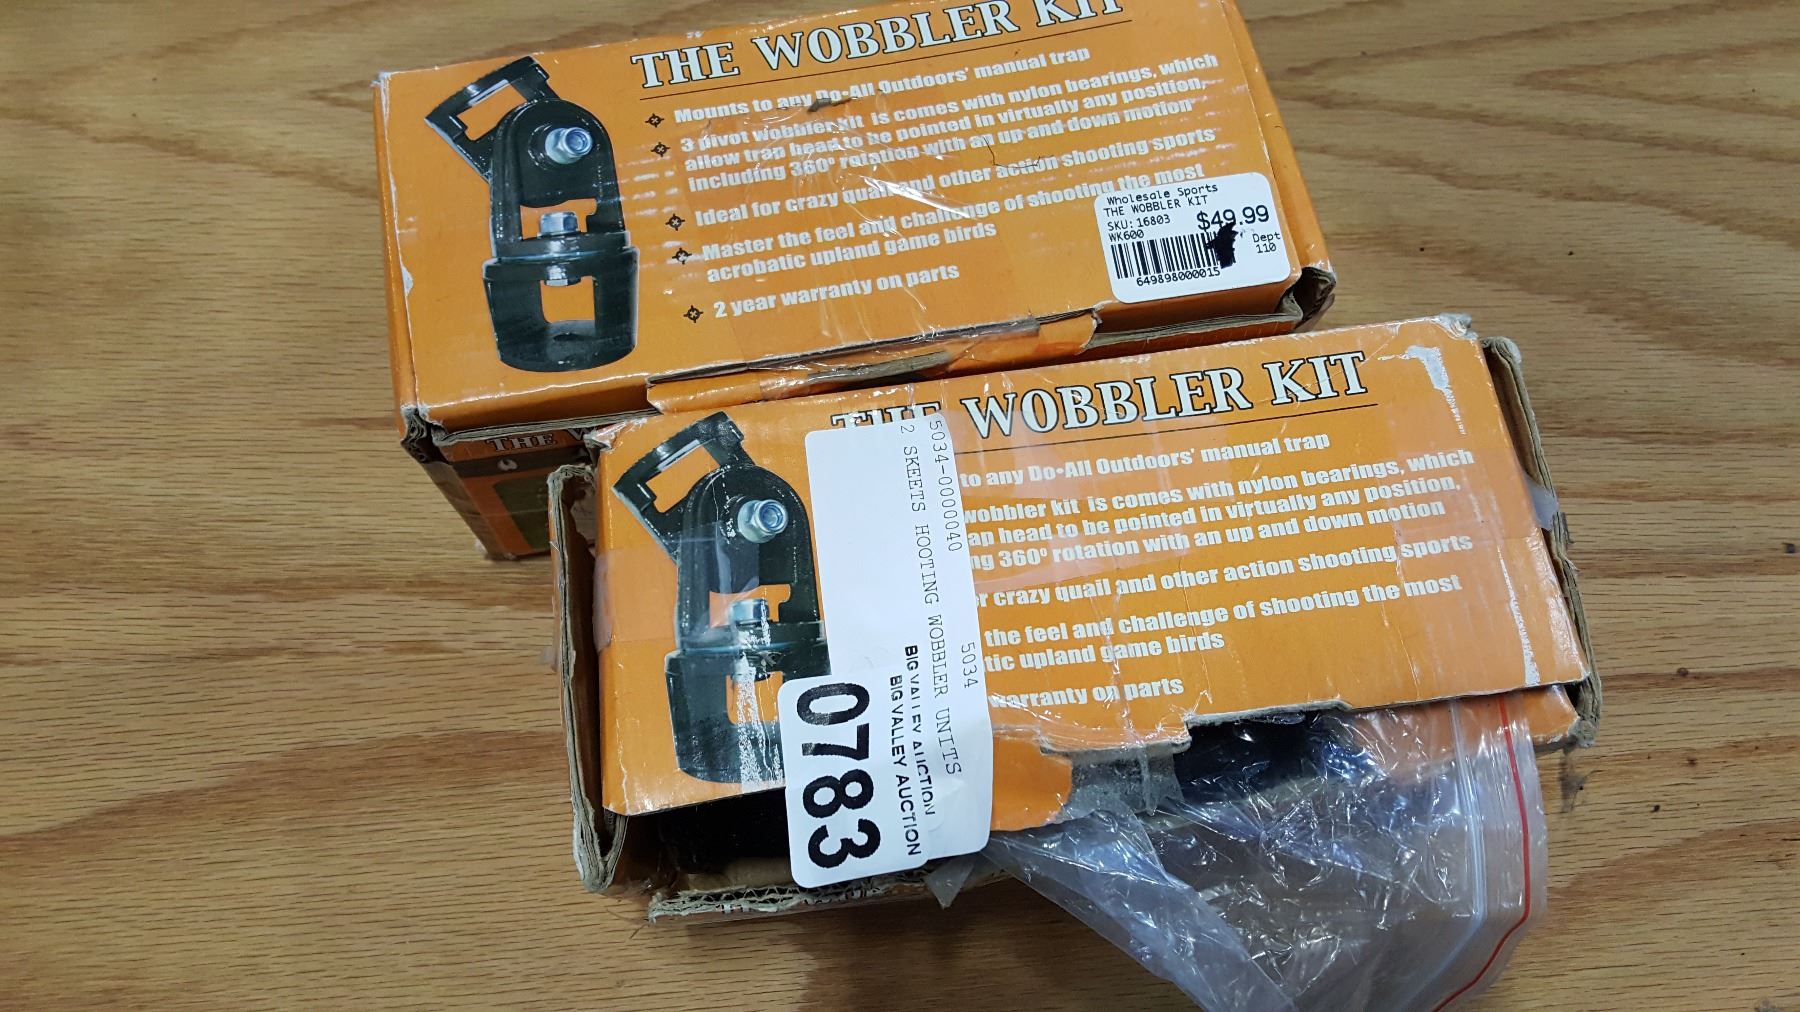 THE WOBBLER KIT
Mounts to any Do•All Outdoors' manual trap
3 pivot wobbler kit is comes with nylon bearings, which
allow trap head to be pointed in virtually any position,
including 360° rotation with an up and down motion
Ideal for crazy quail and other action shooting sports
Master the feel and challenge of shooting the most
acrobatic upland game birds
2 year warranty on parts
Wholesale Sports
THE WOBBLER KIT
SKU: 16803
$49.99
WK600
Dept
110
649898000015
THE W
THE WOBBLER KIT
to any Do•All Outdoors' manual trap
wobbler kit is comes with nylon bearings, which
ap head to be pointed in virtually any position,
ng 360° rotation with an up and down motion
r crazy quail and other action shooting sports
the feel and challenge of shooting the most
tic upland game birds
warranty on parts
5034-0000040
5034
2 SKEETS HOOTING WOBBLER UNITS
BIG VALLEY AUCTION
BIG VALLEY AUCTION
0783